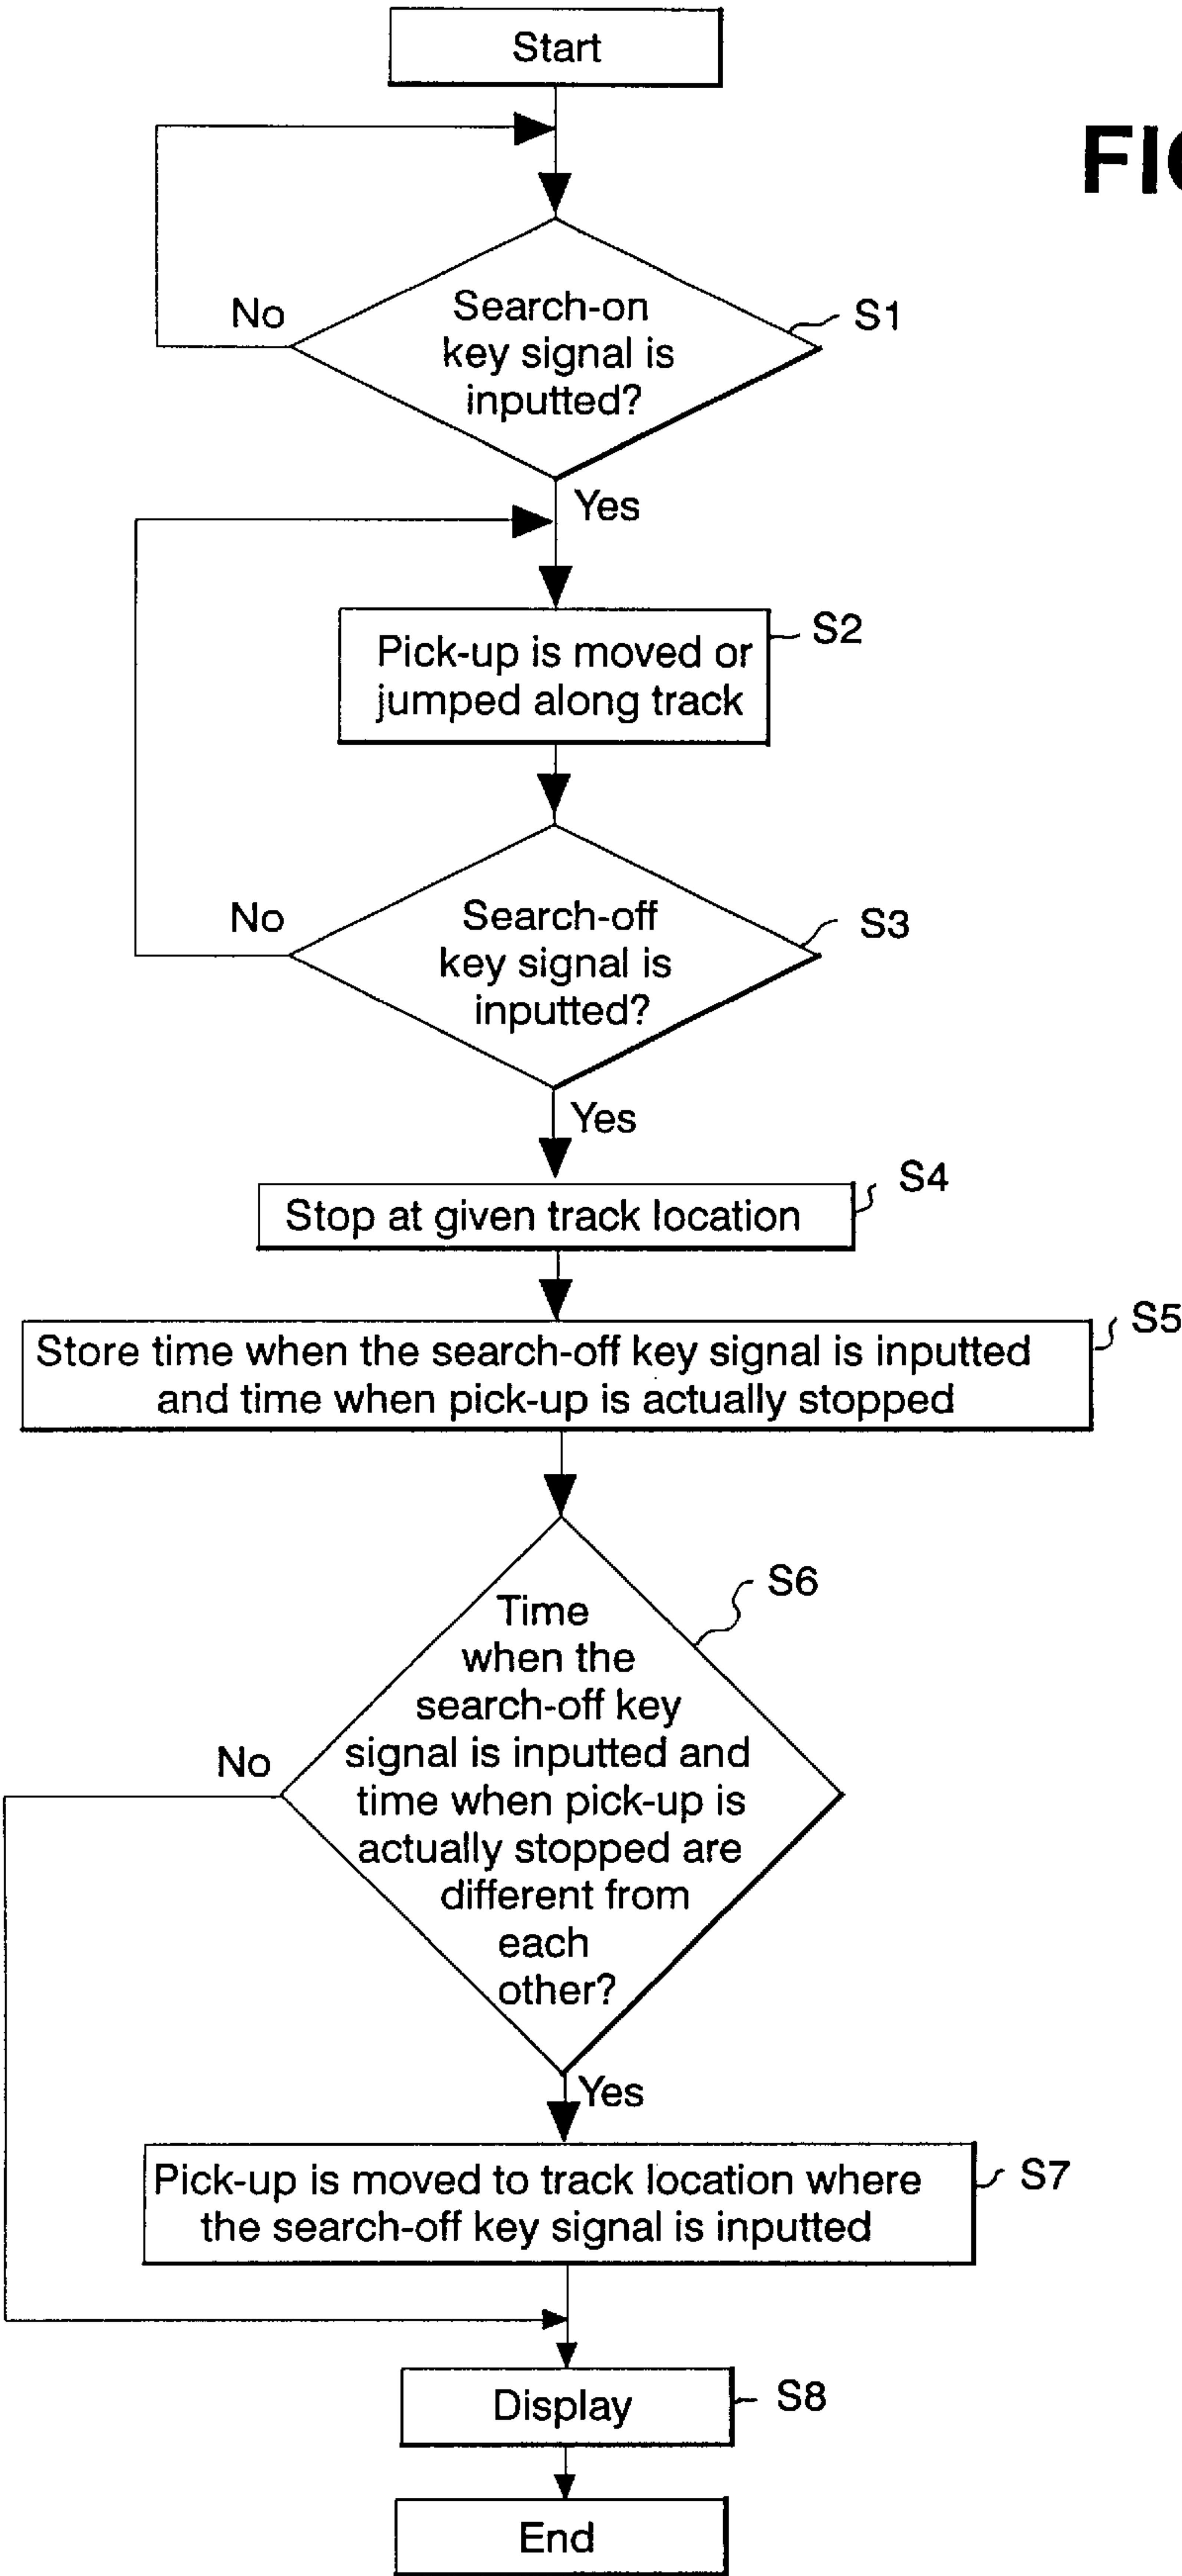 Start
FIG
No
Search-on
key signal is
inputted?
S1
Yes
S2
Pick-up is moved or
jumped along track
No
Search-off
key signal is
inputted?
S3
Yes
S4
Stop at given track location
S5
Store time when the search-off key signal is inputted
and time when pick-up is actually stopped
S6
Time
when the
search-off key
signal is inputted and
time when pick-up is
actually stopped are
different from
each
other?
No
Yes
Pick-up is moved to track location where
the search-off key signal is inputted
S7
Display
S8
End